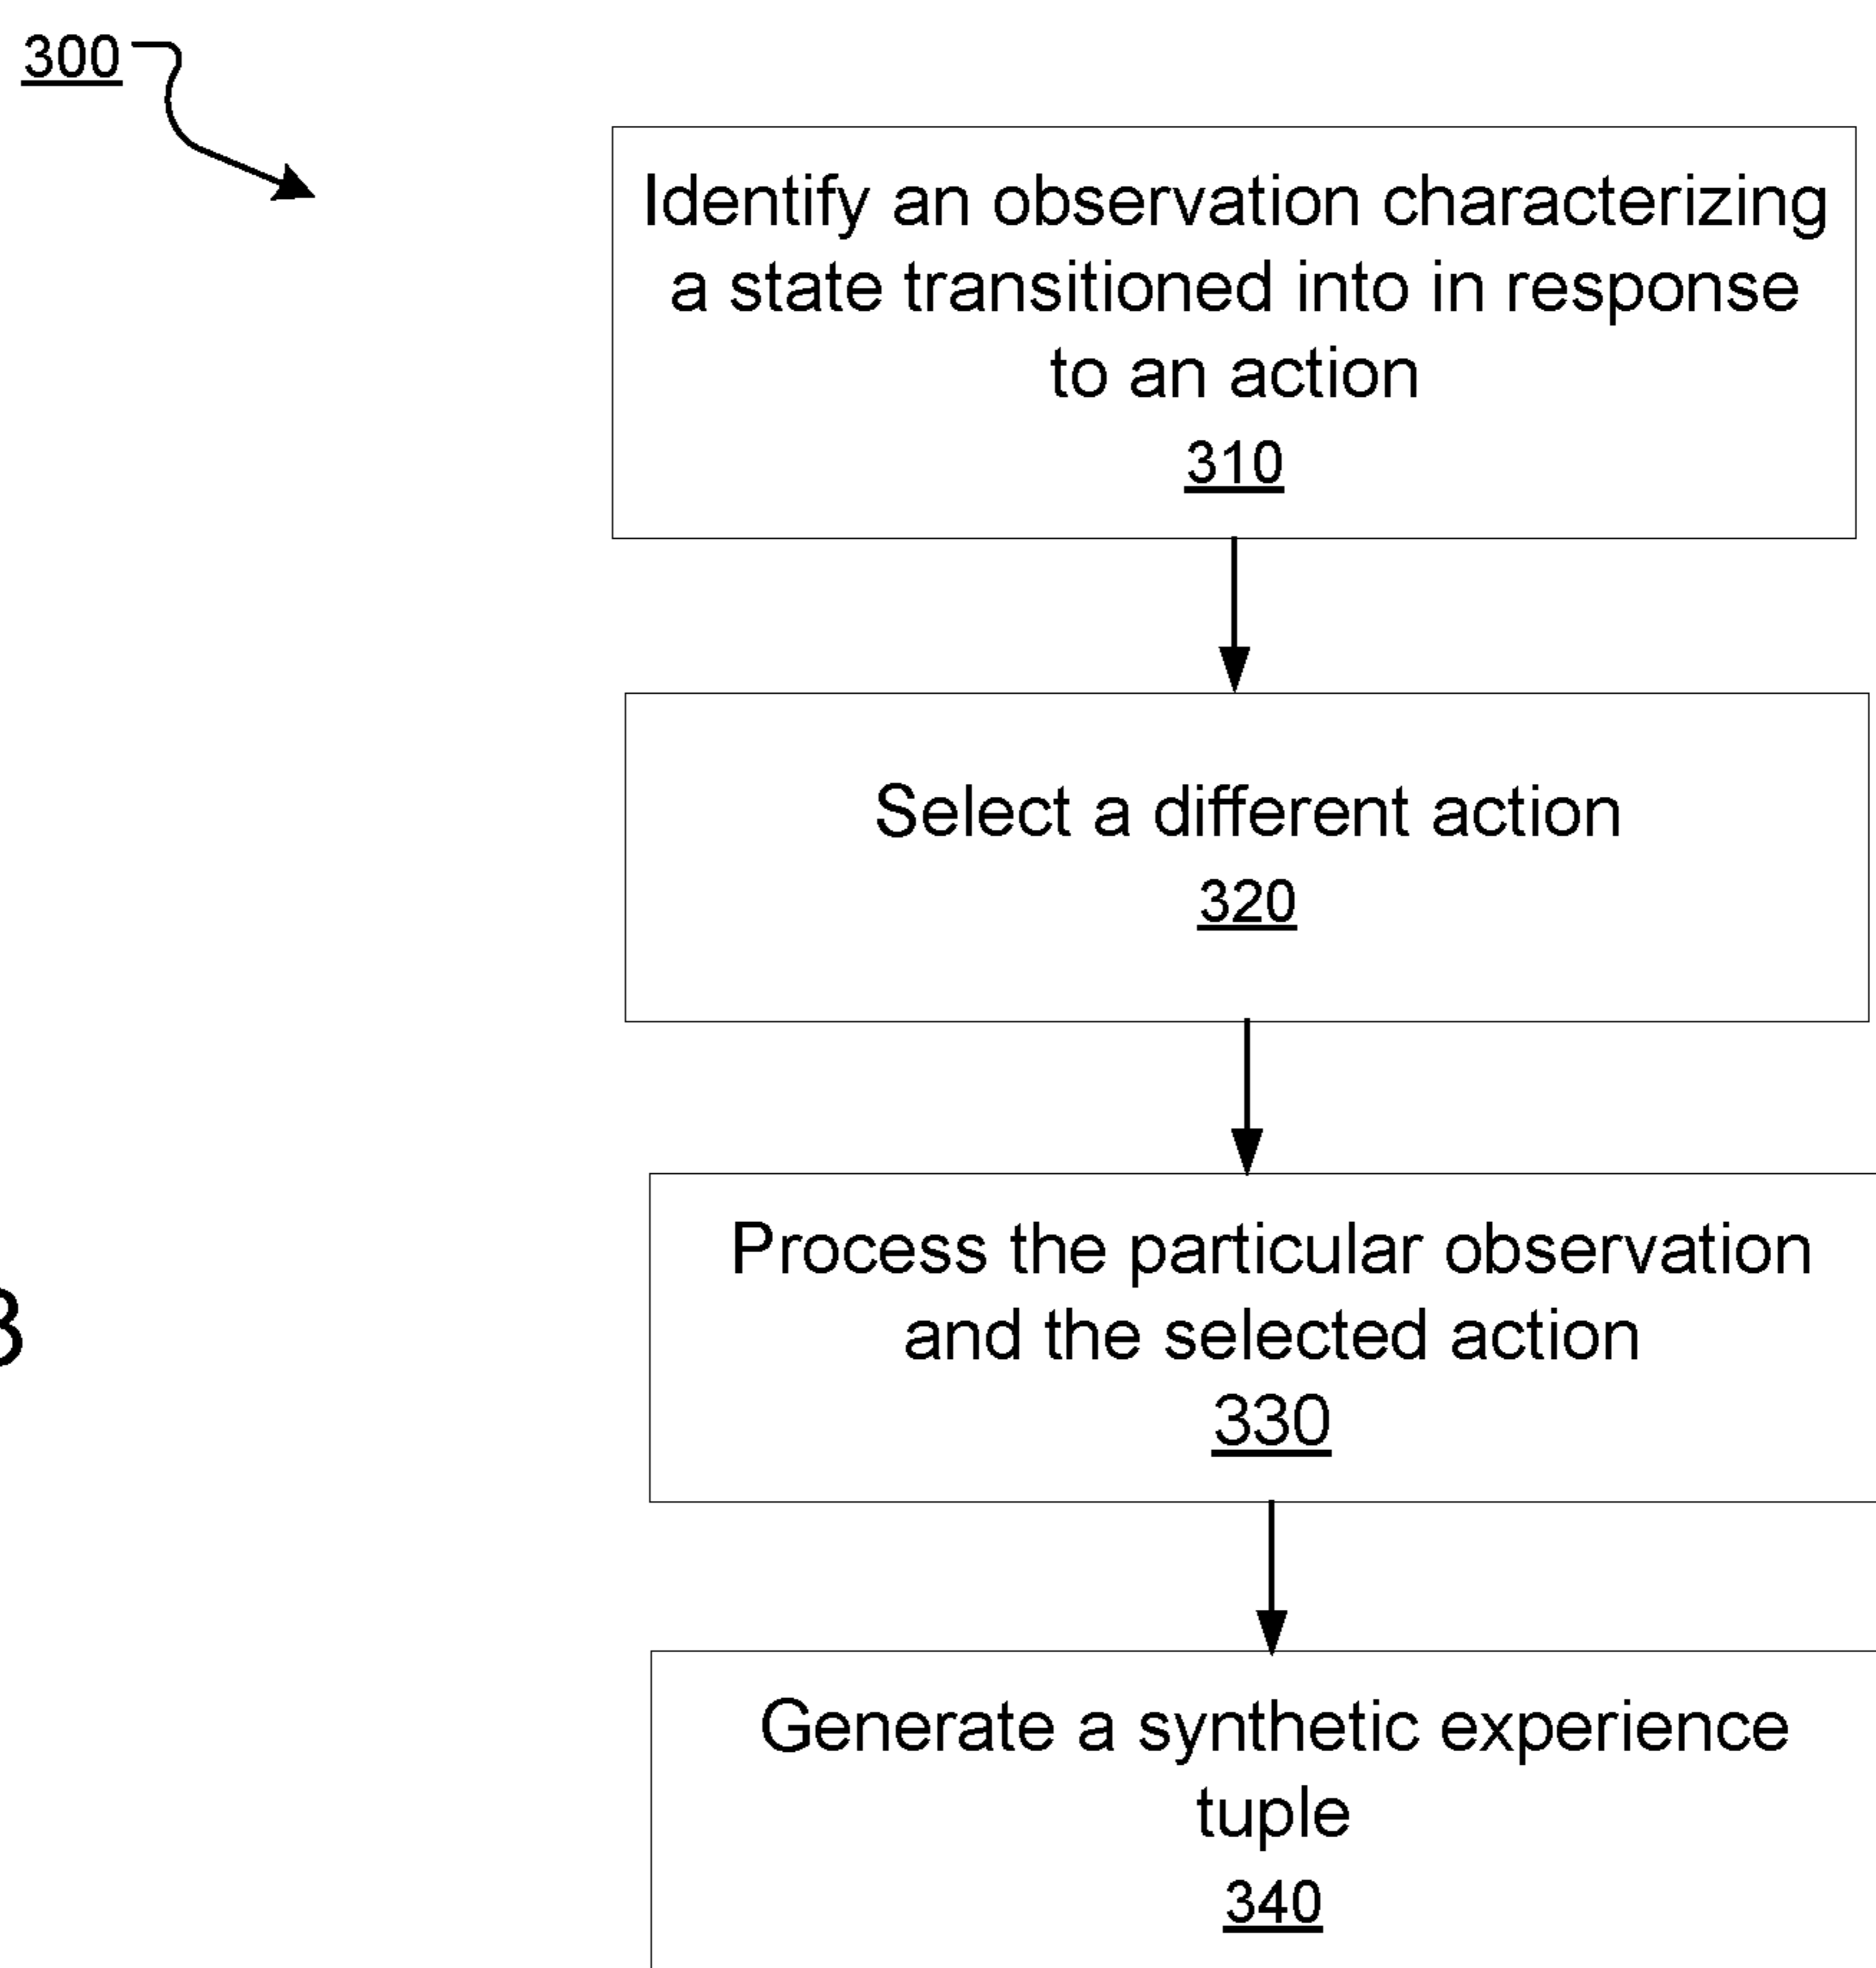 300
Identify an observation characterizing
a state transitioned into in response
to an action
310
Select a different action
320
Process the particular observation
and the selected action
330
Generate a synthetic experience
tuple
340